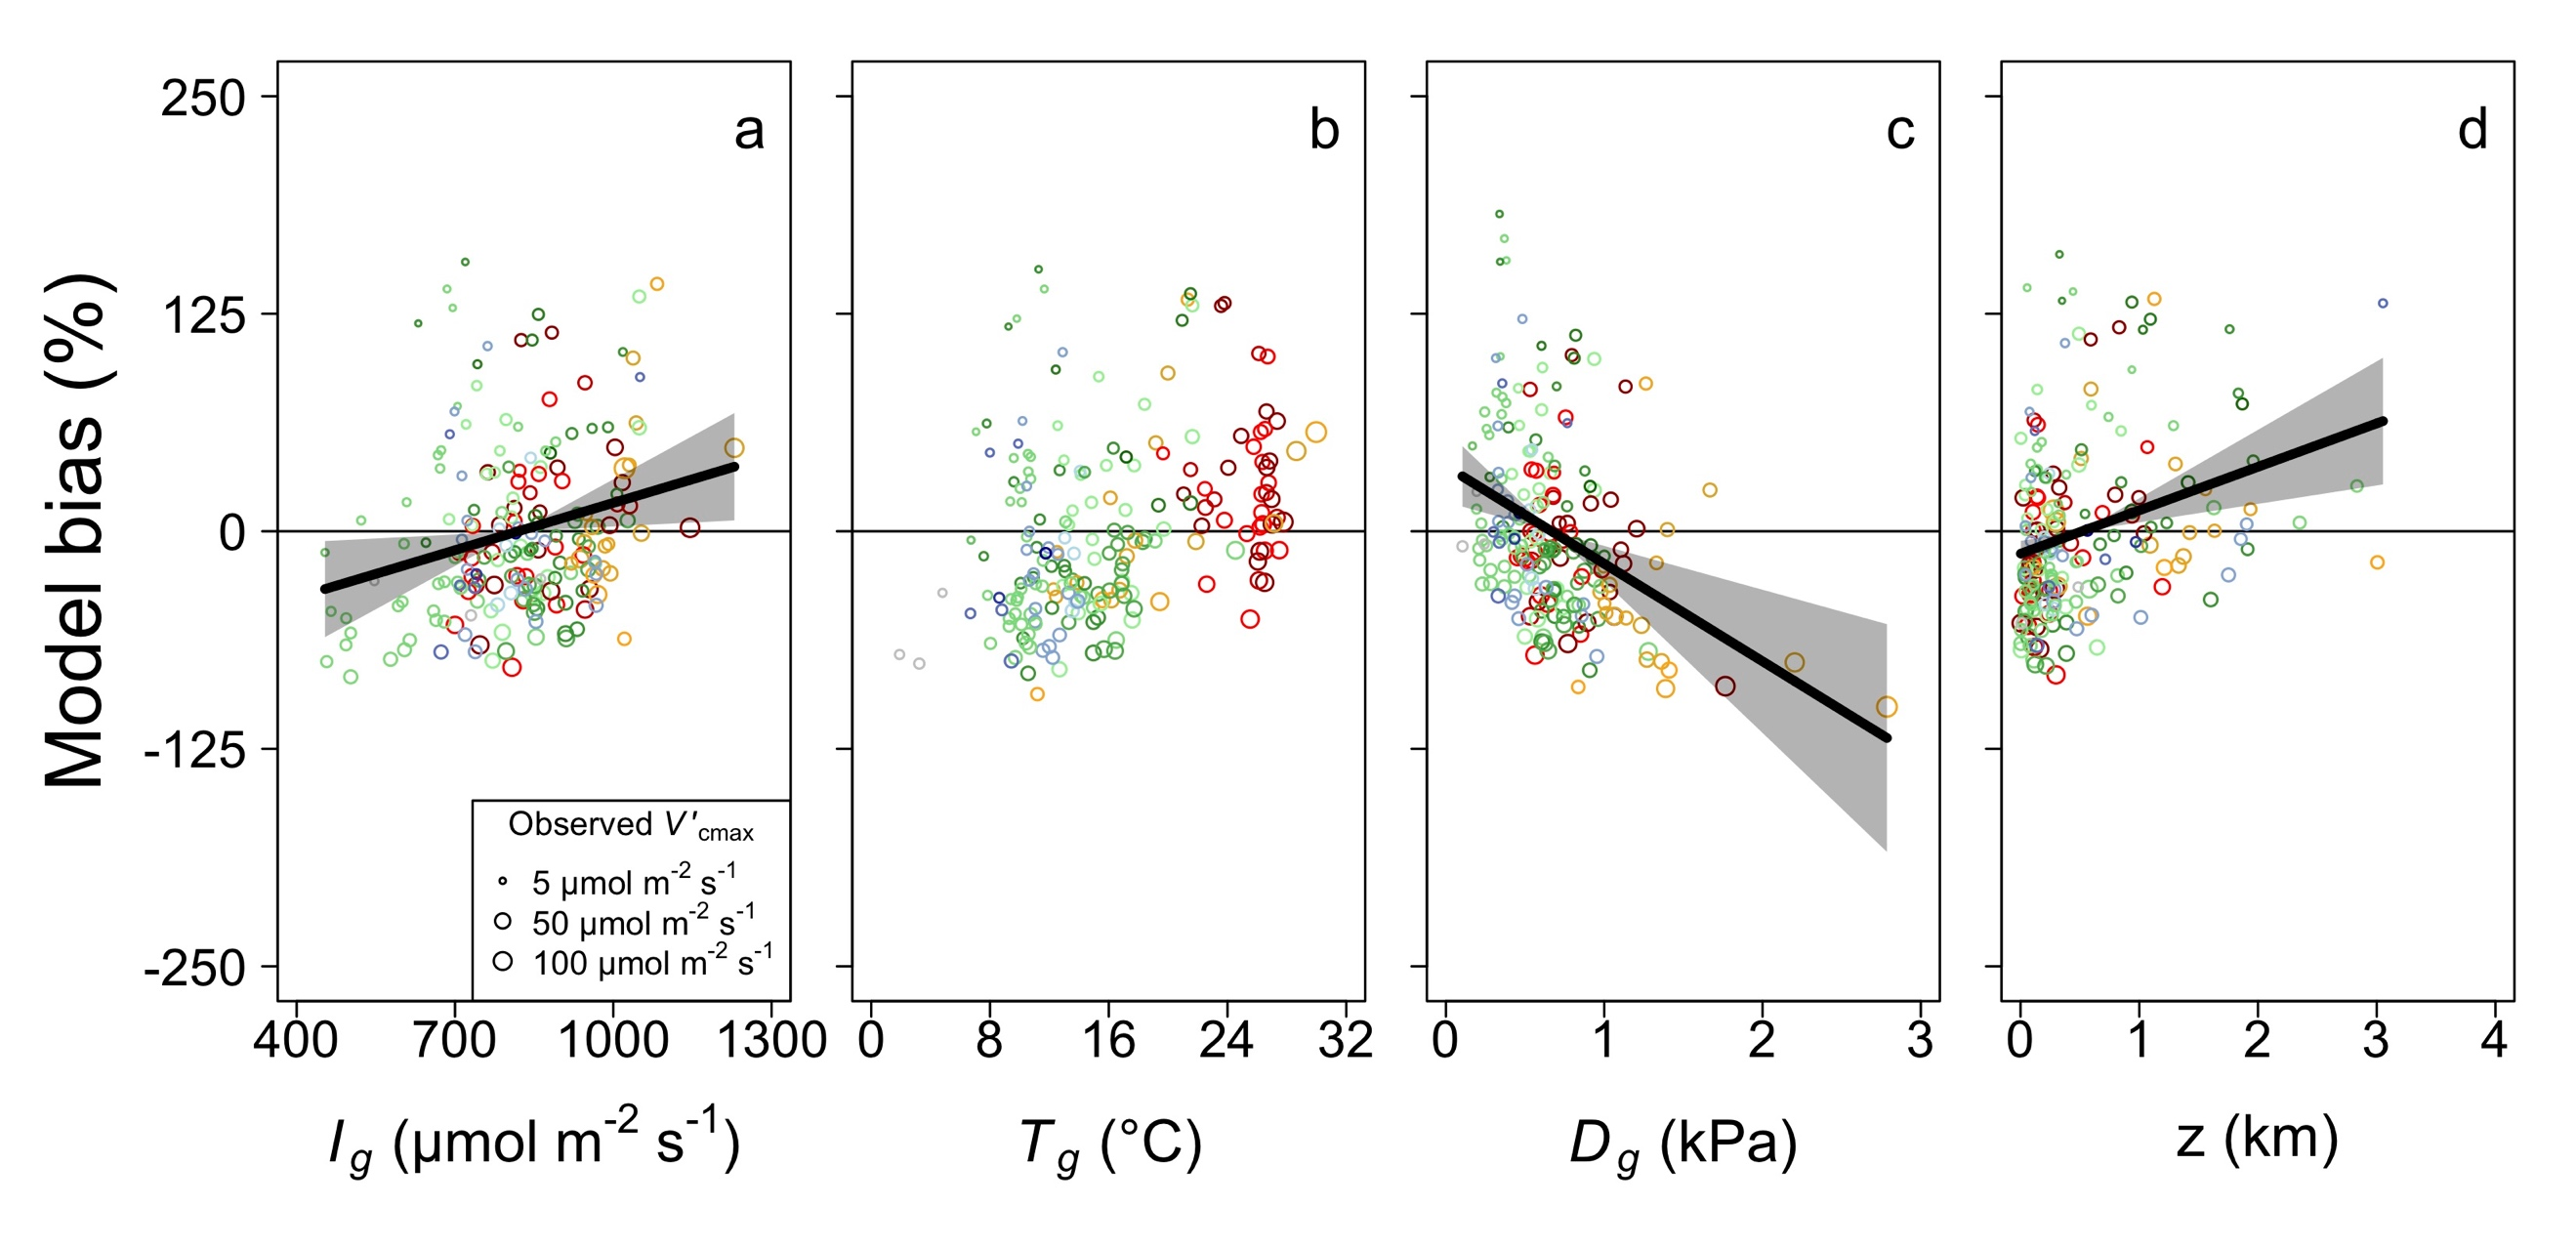 Model bias (%)
250
125
0
-125
-250
a
b
c
d
Observed V'cmax
5 µmol m-2 s-1
50 µmol m-2 s-1
100 µmol m-2 s-1
400 700 1000 1300
0 8 16 24 32
0 1 2 3
0 1 2 3 4
Ig (µmol m-2 s-1)
Tg (°C)
Dg (kPa)
z (km)